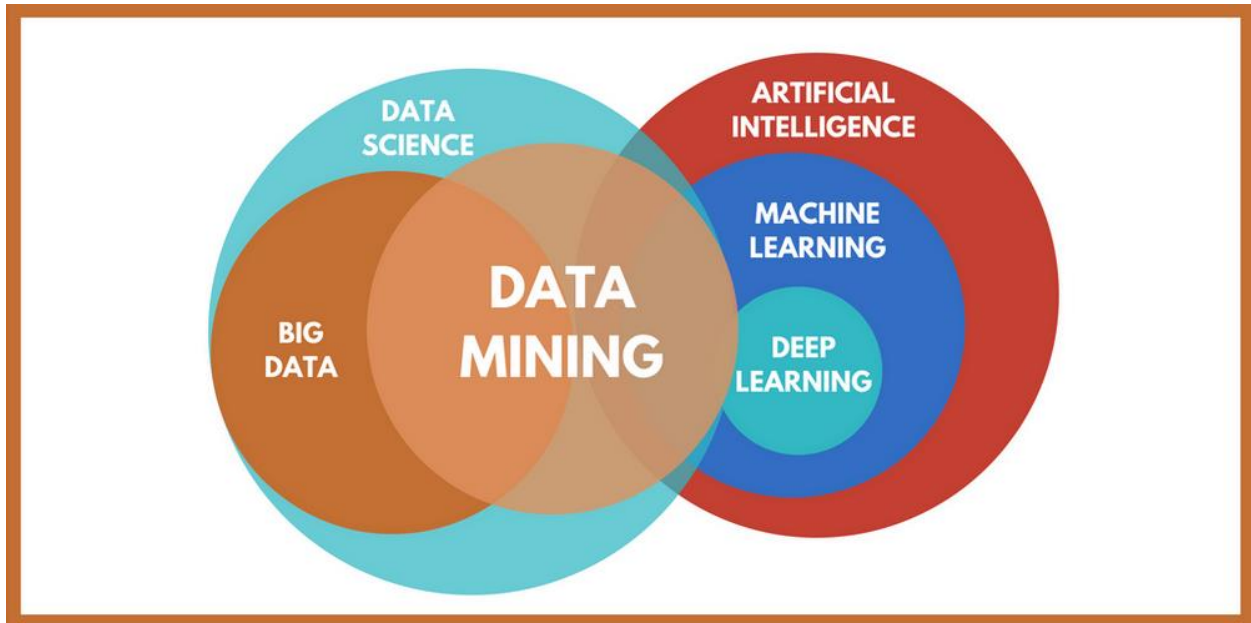 DATA
SCIENCE
ARTIFICIAL
INTELLIGENCE
MACHINE
LEARNING
DATA
MINING
BIG
DATA
DEEP
LEARNING